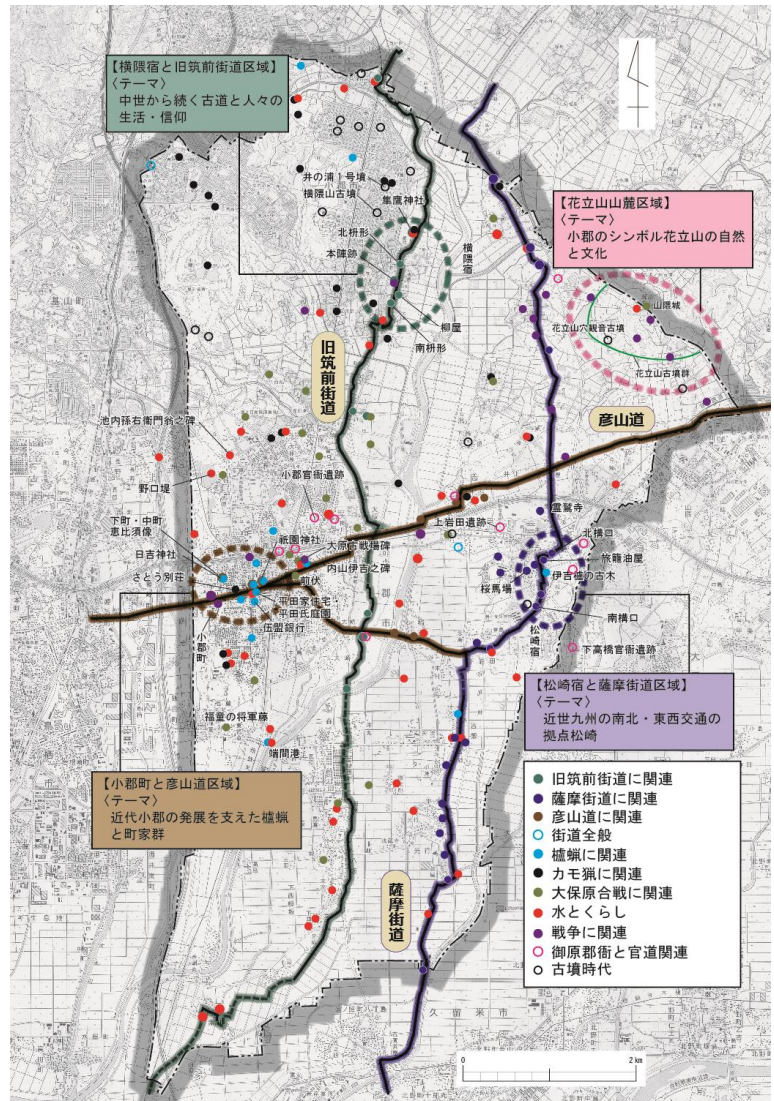 【横隈宿と旧筑前街道区域】
〈テーマ〉
中世から続く古道と人々の
生活・信仰
井の浦1号墳
横隈山古墳
隼鷹神社
北枡形
本陣跡
横隈宿
柳屋
南枡形
【花立山山麓区域】
〈テーマ〉
小郡のシンボル花立山の自然
と文化
山隈城
花立山穴観音古墳
花立山古墳群
旧筑前街道
彦山道
池内孫右衛門翁之碑
野口堤
小郡官衙遺跡
下町・中町
恵比須像
祇園神社
日吉神社
大原古戦場碑
さとう別荘
内山伊吉之碑
前伏
平田家住宅
平田氏庭園
伍盟銀行
小郡町
上岩田遺跡
霊鷲寺
北構口
旅籠油屋
伊吉櫨の古木
桜馬場
南構口
松崎宿
下高橋官衙遺跡
福童の将軍藤
端間港
【松崎宿と薩摩街道区域】
〈テーマ〉
近世九州の南北・東西交通の
拠点松崎
【小郡町と彦山道区域】
〈テーマ〉
近代小郡の発展を支えた櫨蝋
と町家群
薩摩街道
旧筑前街道に関連
薩摩街道に関連
彦山道に関連
街道全般
櫨蝋に関連
カモ猟に関連
大保原合戦に関連
水とくらし
戦争に関連
御原郡衙と官道関連
古墳時代
久留米市
0 2 km